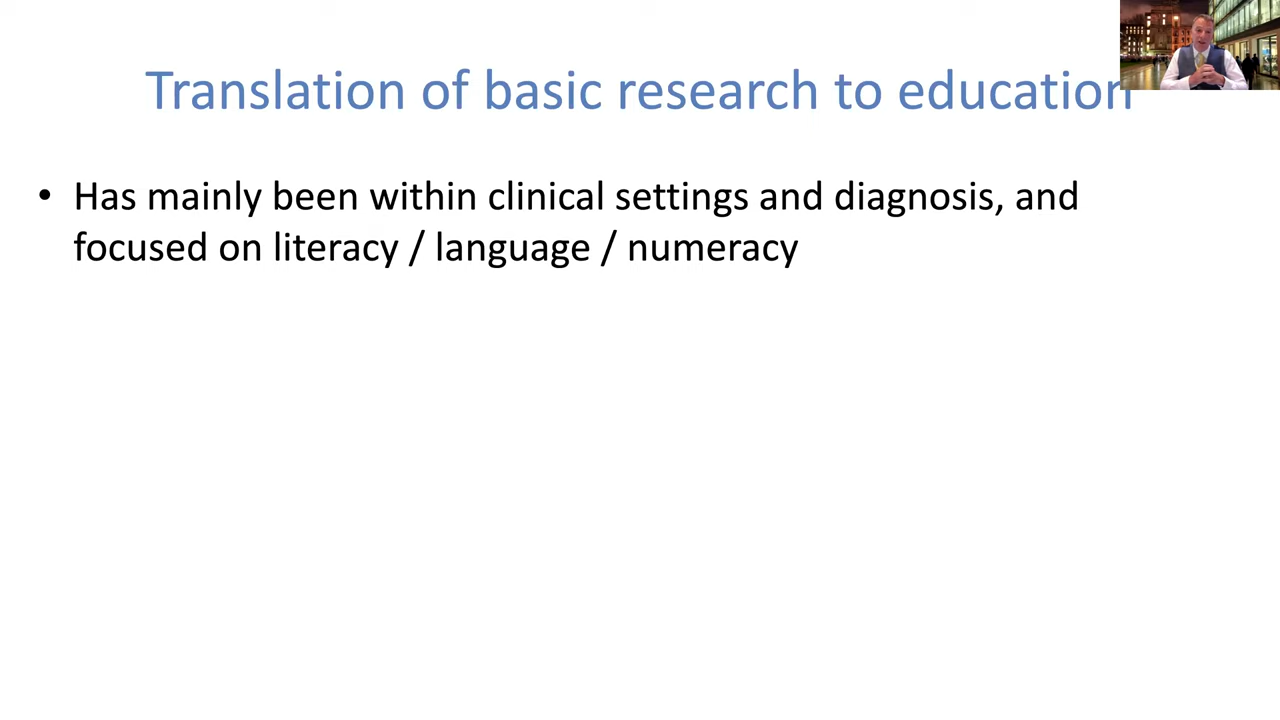 Translation of basic research to education
• Has mainly been within clinical settings and diagnosis, and
focused on literacy / language / numeracy